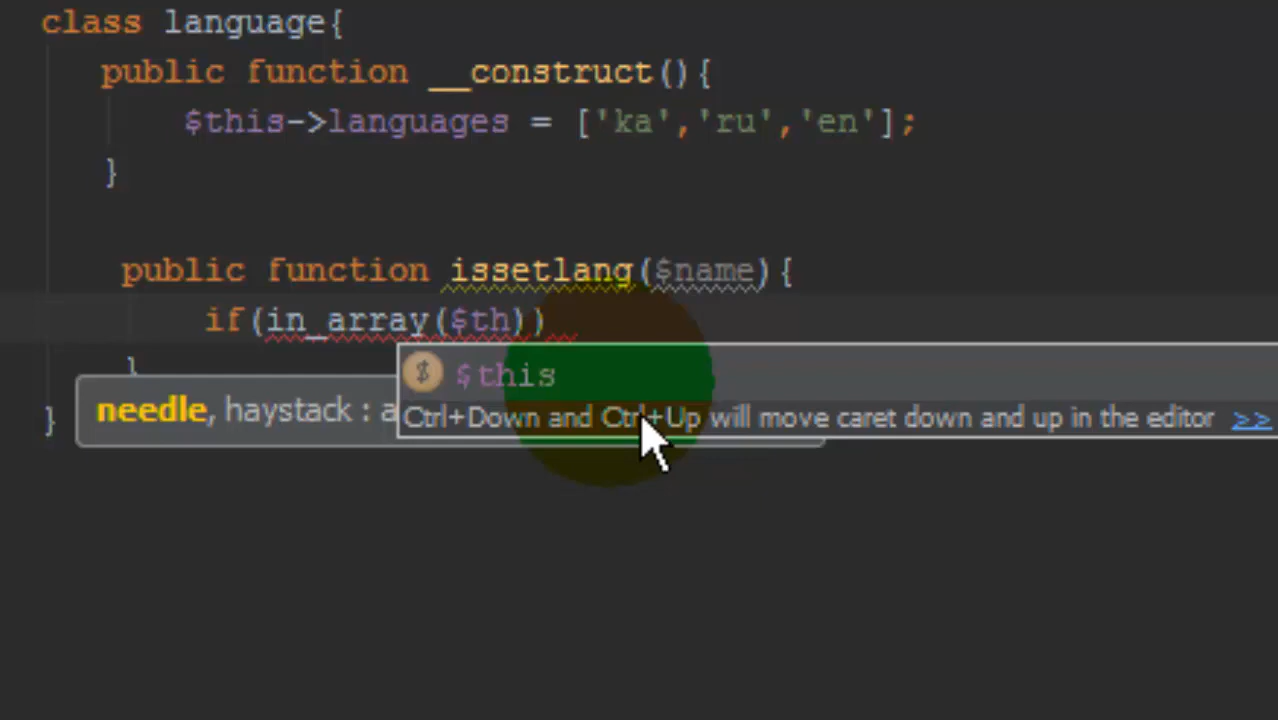 class language{
public function __construct(){
$this->languages = ['ka','ru','en'];
}
public function issetlang($name){
if(in_array($th))
$this
}
needle, haystack : a
Ctrl+Down and Ctrl+Up will move caret down and up in the editor >>
}